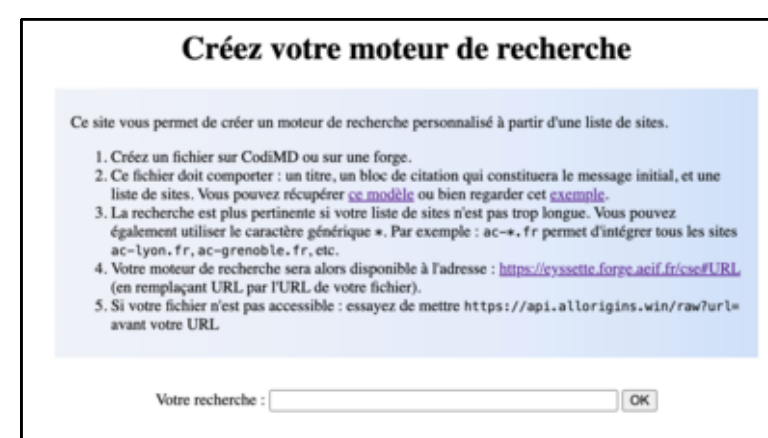 Créez votre moteur de recherche
Ce site vous permet de créer un moteur de recherche personnalisé à partir d'une liste de sites.
1. Créez un fichier sur CodiMD ou sur une forge.
2. Ce fichier doit comporter : un titre, un bloc de citation qui constituera le message initial, et une
liste de sites. Vous pouvez récupérer ce modèle ou bien regarder cet exemple.
3. La recherche est plus pertinente si votre liste de sites n'est pas trop longue. Vous pouvez
également utiliser le caractère générique *. Par exemple : ac-*.fr permet d'intégrer tous les sites
ac-lyon.fr, ac-grenoble.fr, etc.
4. Votre moteur de recherche sera alors disponible à l'adresse : https://eyssette.forge.aeif.fr/cse#URL
(en remplaçant URL par l'URL de votre fichier).
5. Si votre fichier n'est pas accessible : essayez de mettre https://api.allorigins.win/raw?url=
avant votre URL
Votre recherche : OK